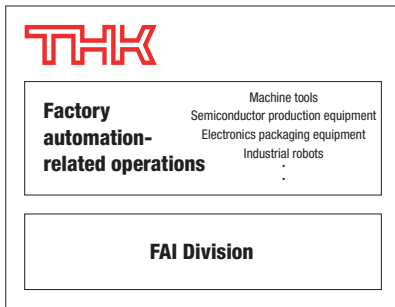 THK
Factory
automation-
related operations
Machine tools
Semiconductor production equipment
Electronics packaging equipment
Industrial robots
.
.
FAI Division